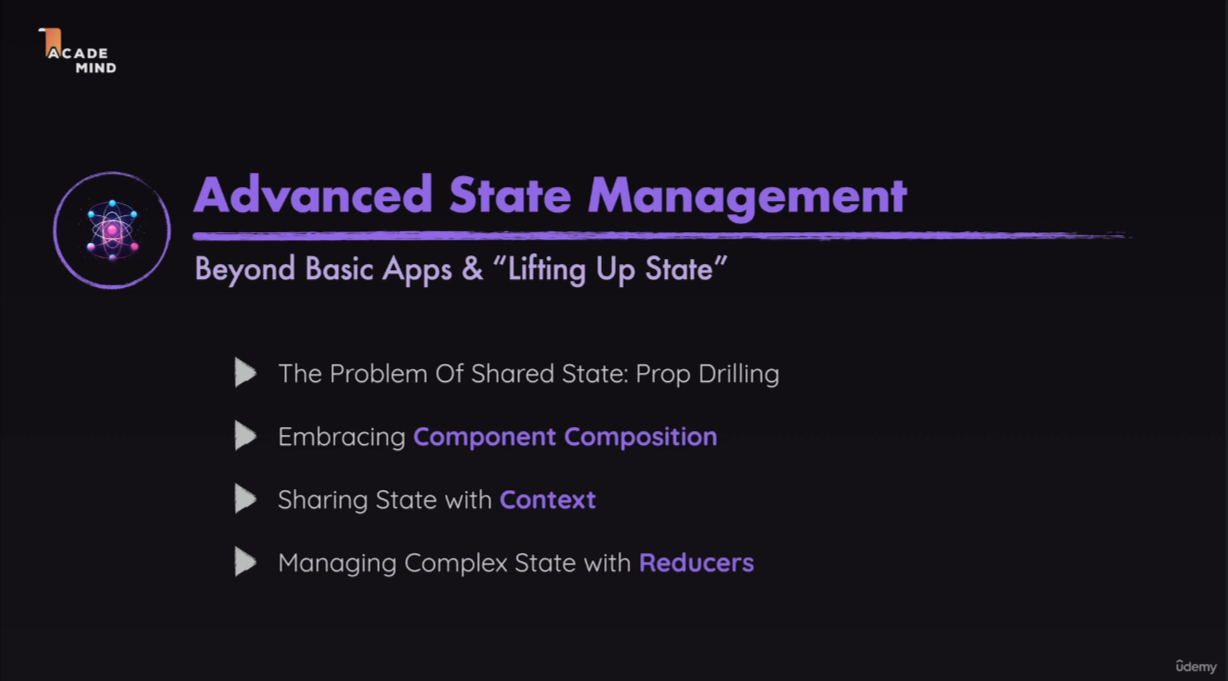 ACADE
MIND
Advanced State Management
Beyond Basic Apps & “Lifting Up State”
The Problem Of Shared State: Prop Drilling
Embracing Component Composition
Sharing State with Context
Managing Complex State with Reducers
ûdemy